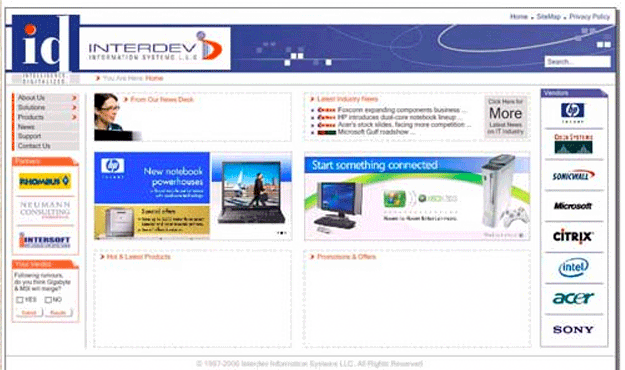 Home SiteMap Privacy Policy
id
INTELLIGENCE
DIGITALIZED
INTERDEV
INFORMATION SYSTEMS L.L.C
You Are Here: Home
Search...
About Us
Solutions
Products
News
Support
Contact Us
From Our News Desk
Latest Industry News
Foxconn expanding components business ...
HP introduces dual-core notebook lineup ...
Acer's stock slides, facing more competition ...
Microsoft Gulf roadshow ...
Click Here for
More
Latest News
on IT Industry
Vendors
hp
invent
CISCO SYSTEMS
SONICWALL
Microsoft
CITRIX
intel
acer
SONY
Partners
RHOMBUS
NEUMANN
CONSULTING
INTERSOFT
hp
invent
New notebook
powerhouses
Special offers
Start something connected
XBOX360
Your Verdict
Following rumours,
do you think Gigabyte
& MSI will merge?
YES NO
Submit Results
Hot & Latest Products
Promotions & Offers
© 1997-2006 Interdev Information Systems LLC. All Rights Reserved